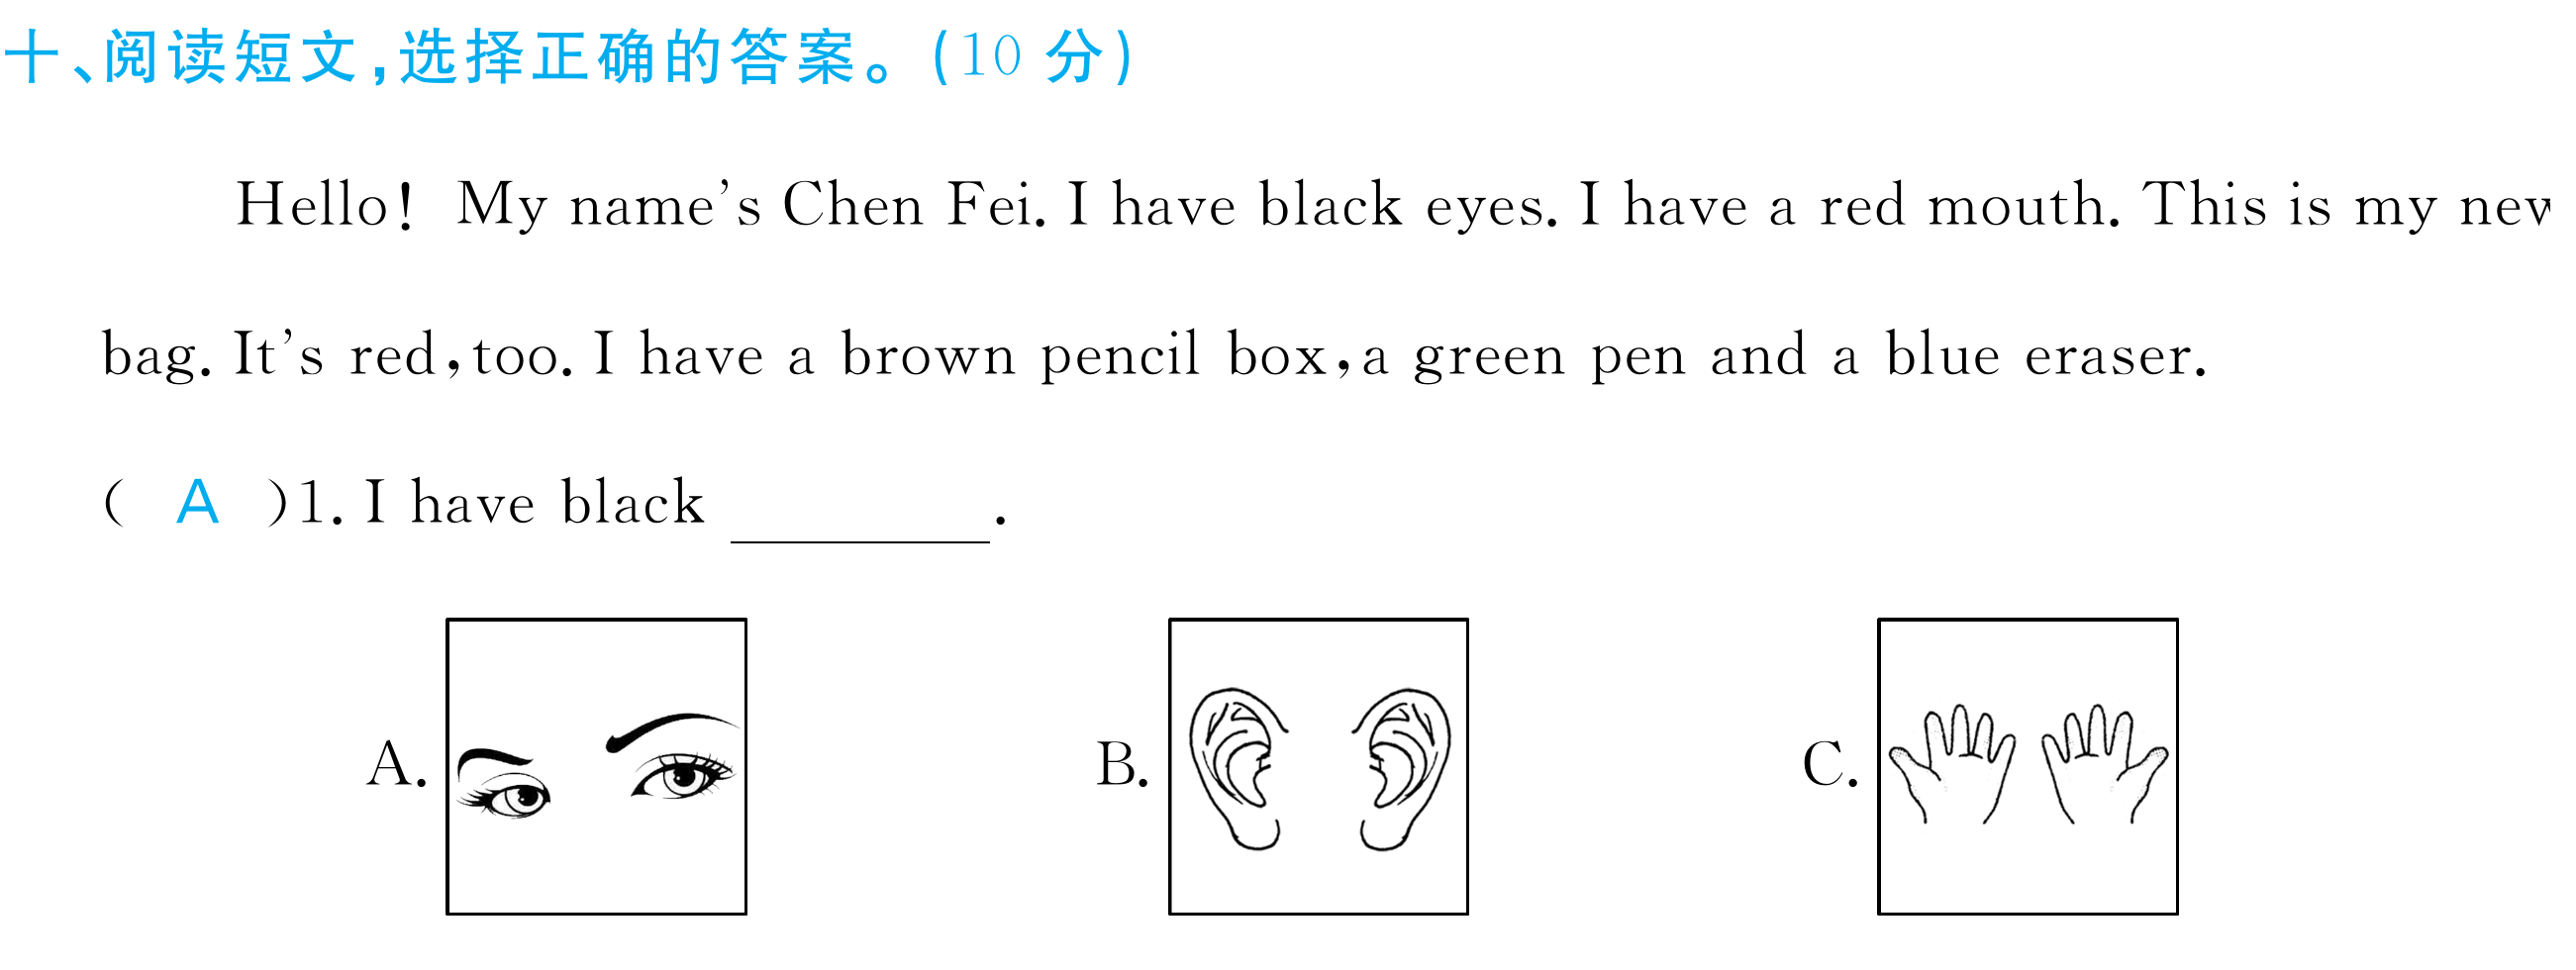 十、阅读短文,选择正确的答案。(10 分)
Hello! My name's Chen Fei. I have black eyes. I have a red mouth. This is my new
bag. It's red,too. I have a brown pencil box,a green pen and a blue eraser.
( A )1. I have black ________.
A. B. C.